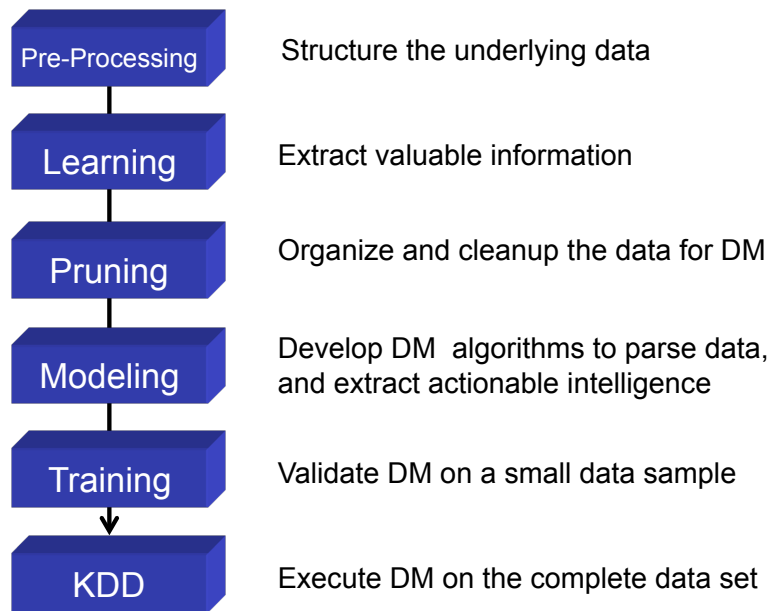 Pre-Processing
Structure the underlying data
Learning
Extract valuable information
Pruning
Organize and cleanup the data for DM
Modeling
Develop DM algorithms to parse data,
and extract actionable intelligence
Training
Validate DM on a small data sample
KDD
Execute DM on the complete data set